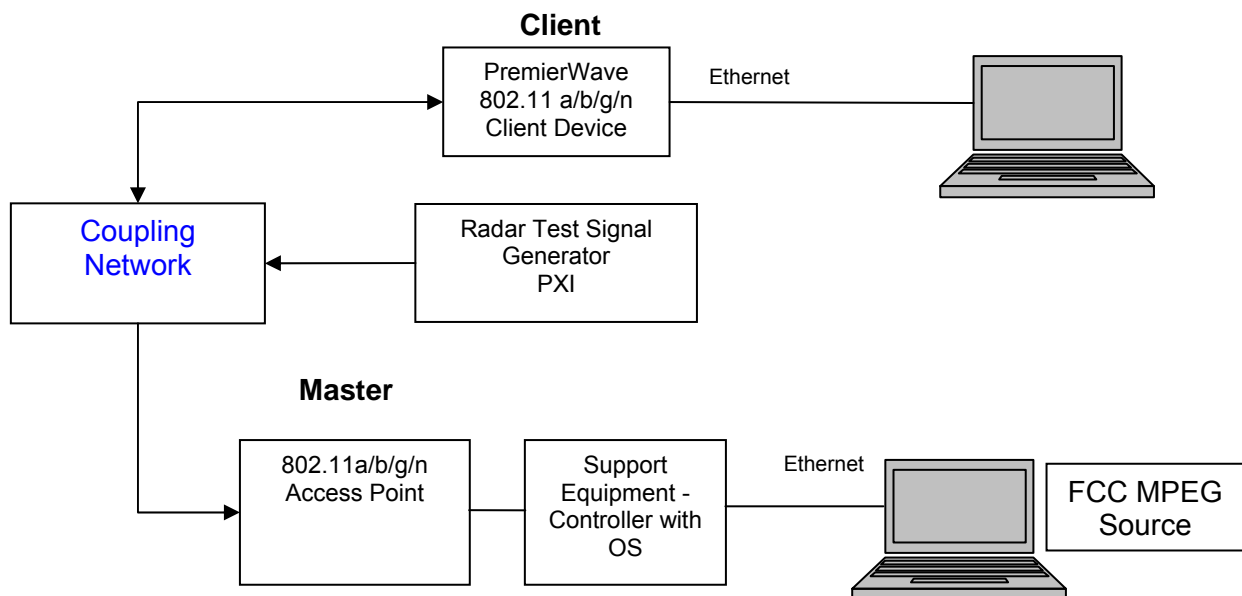 Client
PremierWave
802.11 a/b/g/n
Client Device
Ethernet
Coupling
Network
Radar Test Signal
Generator
PXI
Master
802.11a/b/g/n
Access Point
Support
Equipment -
Controller with
OS
Ethernet
FCC MPEG
Source